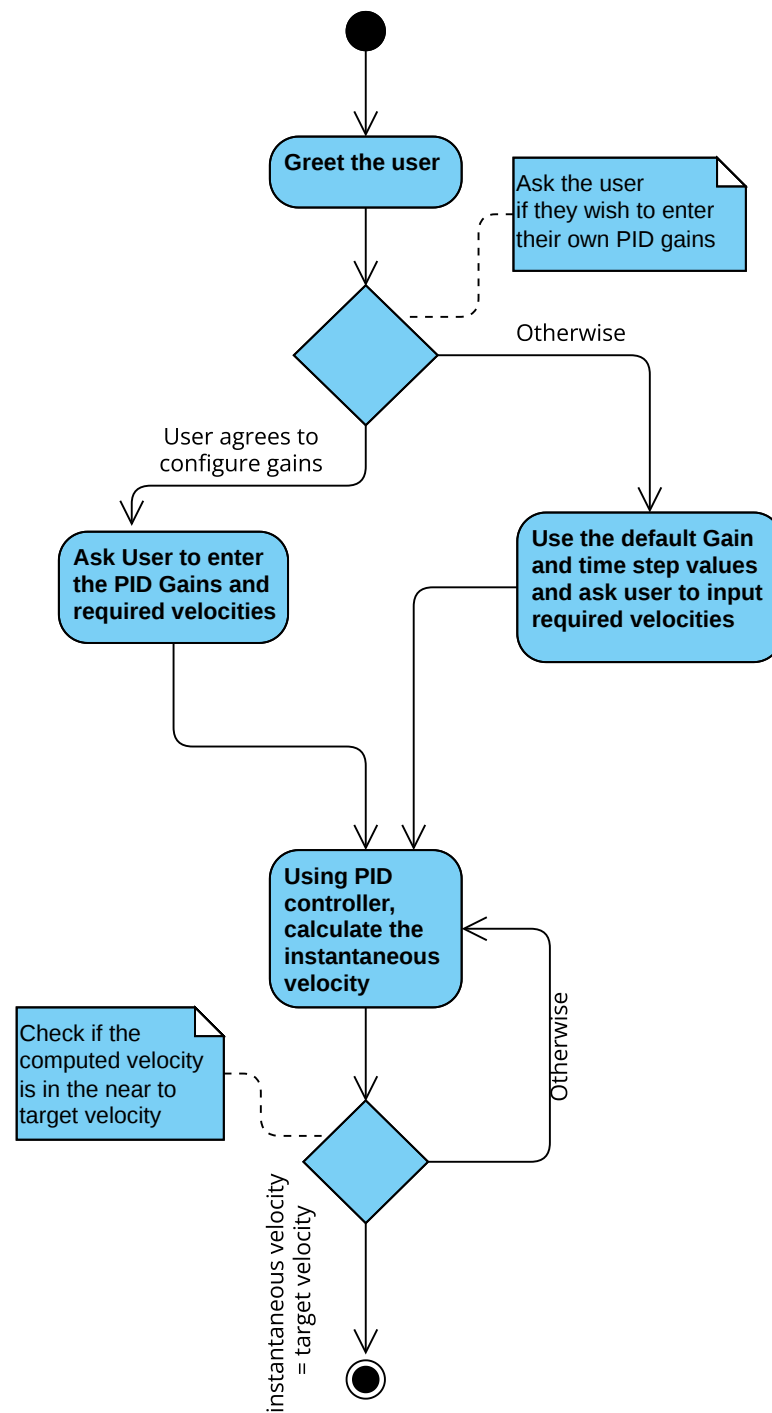 Greet the user
Ask the user
if they wish to enter
their own PID gains
Otherwise
User agrees to
configure gains
Ask User to enter
the PID Gains and
required velocities
Use the default Gain
and time step values
and ask user to input
required velocities
Using PID
controller,
calculate the
instantaneous
velocity
Check if the
computed velocity
is in the near to
target velocity
Otherwise
instantaneous velocity
= target velocity